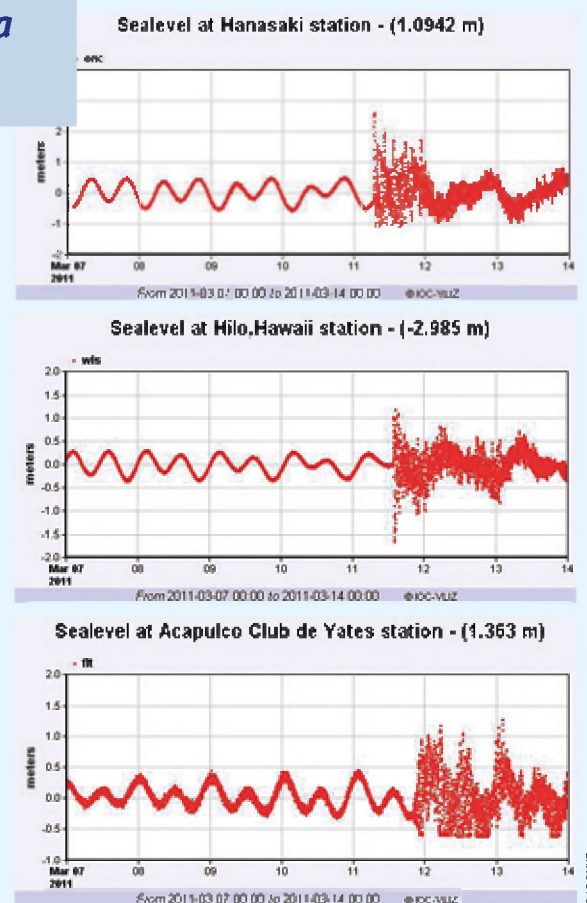 a
Sealevel at Hanasaki station - (1.0942 m)
enc
meters
2
1
0
-1
-2
Mar 07 08 09 10 11 12 13 14
2011
From 2011-03-07 00:00 to 2011-03-14 00:00 ©IOC-VLIZ
Sealevel at Hilo,Hawaii station - (-2.985 m)
wls
meters
2.0
1.5
1.0
0.5
0.0
-0.5
-1.0
-1.5
-2.0
Mar 07 08 09 10 11 12 13 14
2011
From 2011-03-07 00:00 to 2011-03-14 00:00 ©IOC-VLIZ
Sealevel at Acapulco Club de Yates station - (1.363 m)
flt
meters
2.0
1.5
1.0
0.5
0.0
-0.5
-1.0
Mar 07 08 09 10 11 12 13 14
2011
From 2011-03-07 00:00 to 2011-03-14 00:00 ©IOC-VLIZ